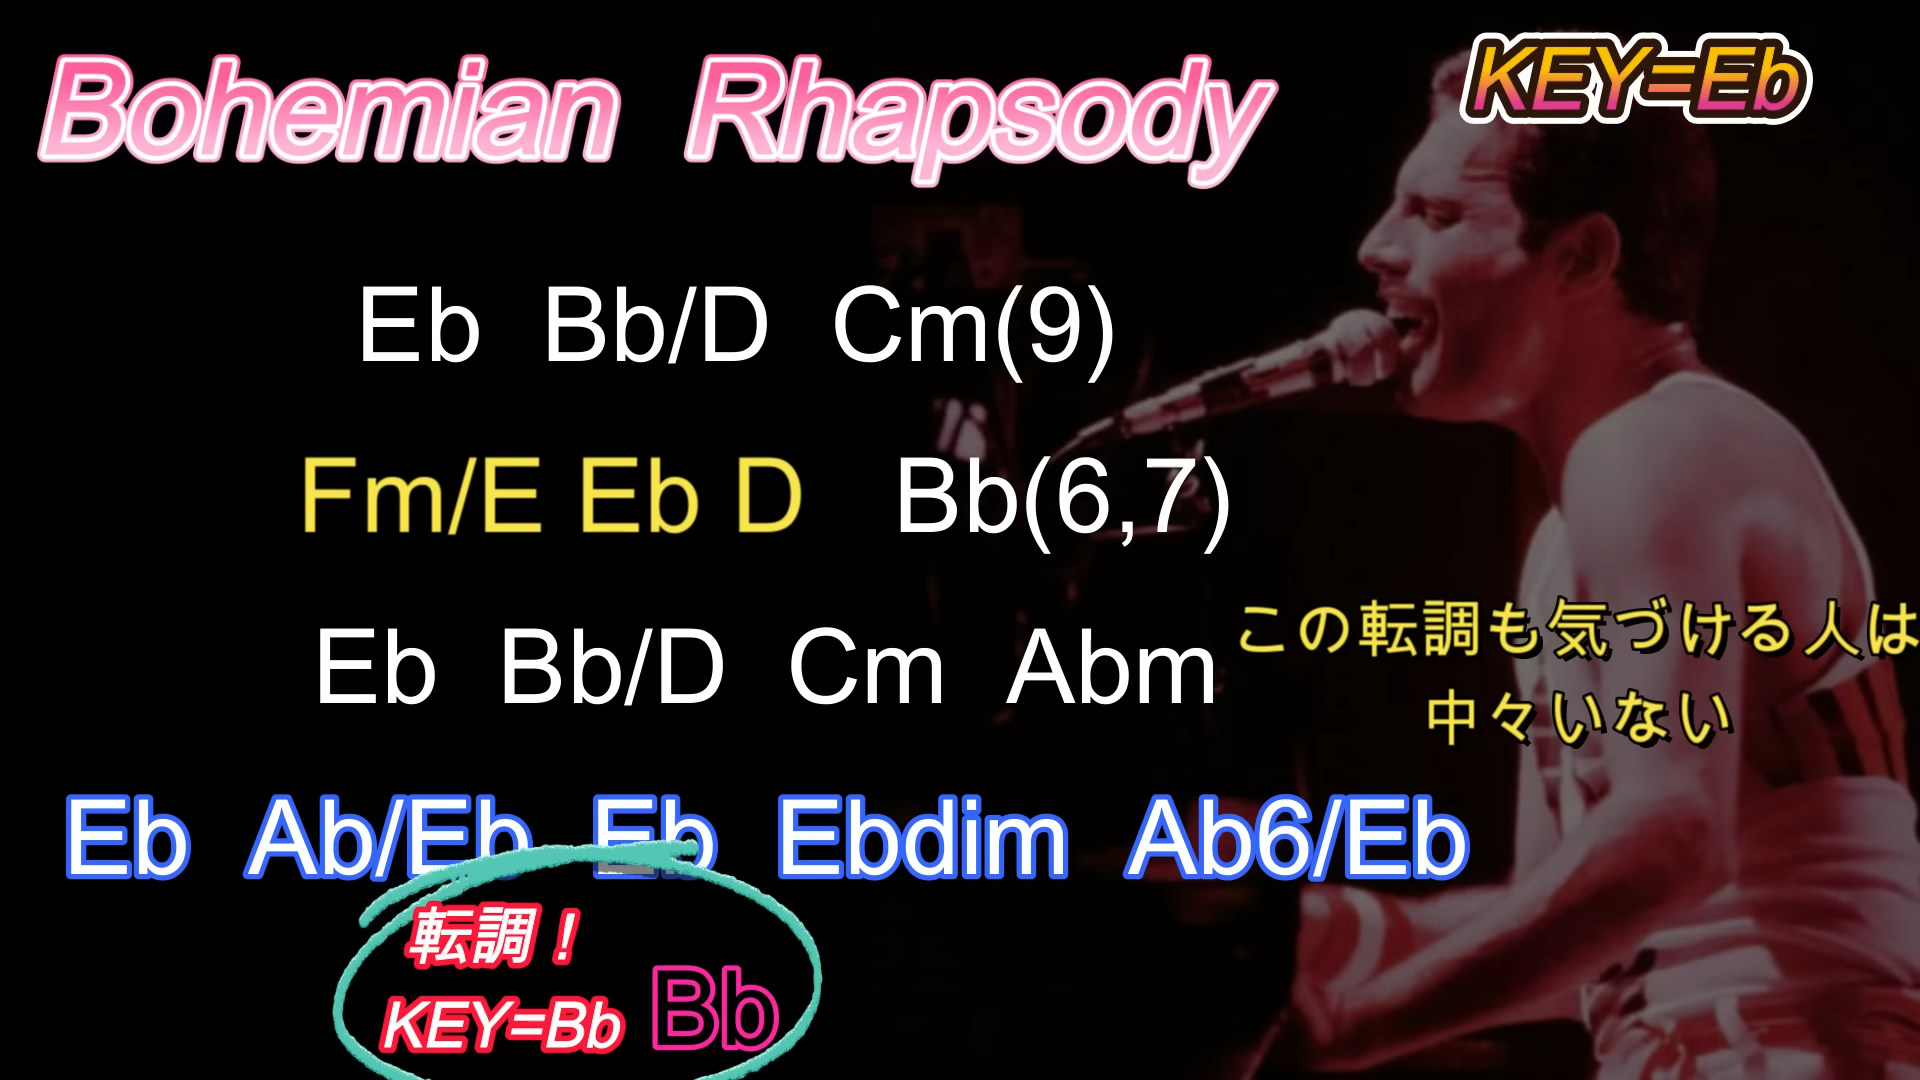 Bohemian Rhapsody
KEY=Eb
Eb Bb/D Cm(9)
Fm/E Eb D Bb(6,7)
Eb Bb/D Cm Abm
この転調も気づける人は
中々いない
Eb Ab/Eb Eb Ebdim Ab6/Eb
転調！
KEY=Bb Bb